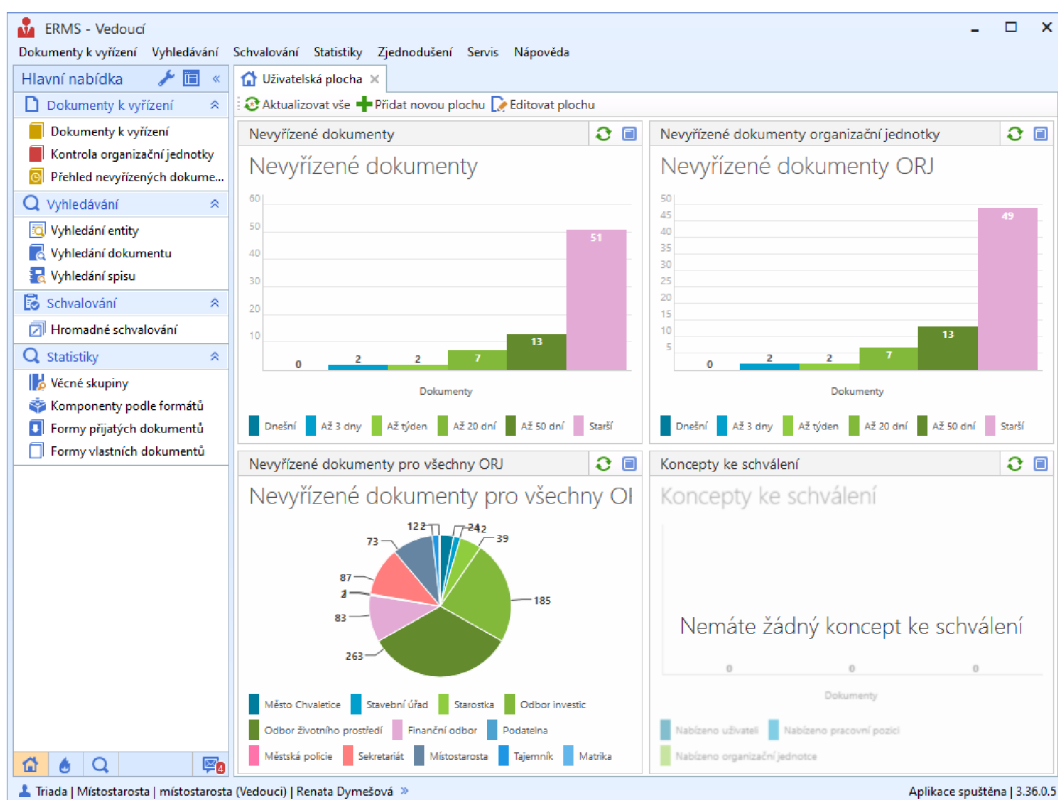 ERMS - Vedoucí
Dokumenty k vyřízení Vyhledávání Schvalování Statistiky Zjednodušení Servis Nápověda
Hlavní nabídka «
Dokumenty k vyřízení
Dokumenty k vyřízení
Kontrola organizační jednotky
Přehled nevyřízených dokume...
Vyhledávání
Vyhledání entity
Vyhledání dokumentu
Vyhledání spisu
Schvalování
Hromadné schvalování
Statistiky
Věcné skupiny
Komponenty podle formátů
Formy přijatých dokumentů
Formy vlastních dokumentů
4
Uživatelská plocha
Aktualizovat vše Přidat novou plochu Editovat plochu
Nevyřízené dokumenty
Nevyřízené dokumenty
60
50
40
30
20
10
0 2 2 7 13 51
Dokumenty
Dnešní Až 3 dny Až týden Až 20 dní Až 50 dní Starší
Nevyřízené dokumenty organizační jednotky
Nevyřízené dokumenty ORJ
50
45
40
35
30
25
20
15
10
5
0 2 2 7 13 49
Dokumenty
Dnešní Až 3 dny Až týden Až 20 dní Až 50 dní Starší
Nevyřízené dokumenty pro všechny ORJ
Nevyřízené dokumenty pro všechny
39
185
263
83
87
73
Město Chvaletice Stavební úřad Starostka Odbor investic
Odbor životního prostředí Finanční odbor Podatelna
Městská policie Sekretariát Místostarosta Tajemník Matrika
Koncepty ke schválení
Koncepty ke schválení
Nemáte žádný koncept ke schválení
0 0 0
Dokumenty
Nabízeno uživateli Nabízeno pracovní pozici
Nabízeno organizační jednotce
Triada | Místostarosta | místostarosta (Vedoucí) | Renata Dymešová »
Aplikace spuštěna | 3.36.0.5